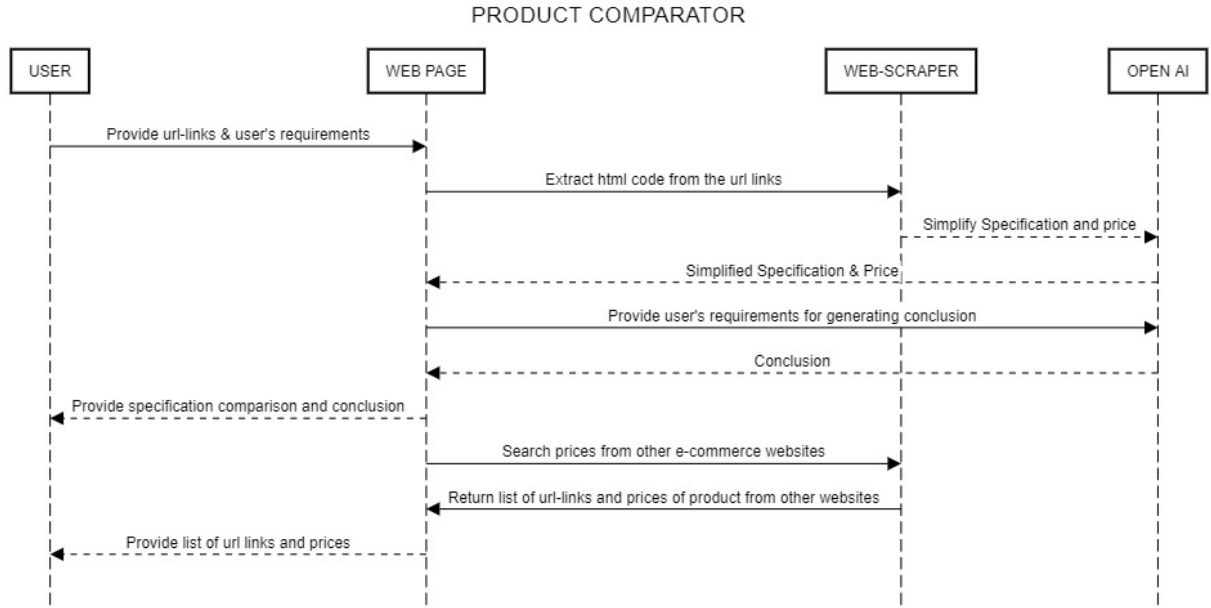 PRODUCT COMPARATOR
USER
WEB PAGE
WEB-SCRAPER
OPEN AI
Provide url-links & user's requirements
Extract html code from the url links
Simplify Specification and price
Simplified Specification & Price
Provide user's requirements for generating conclusion
Conclusion
Provide specification comparison and conclusion
Search prices from other e-commerce websites
Return list of url-links and prices of product from other websites
Provide list of url links and prices